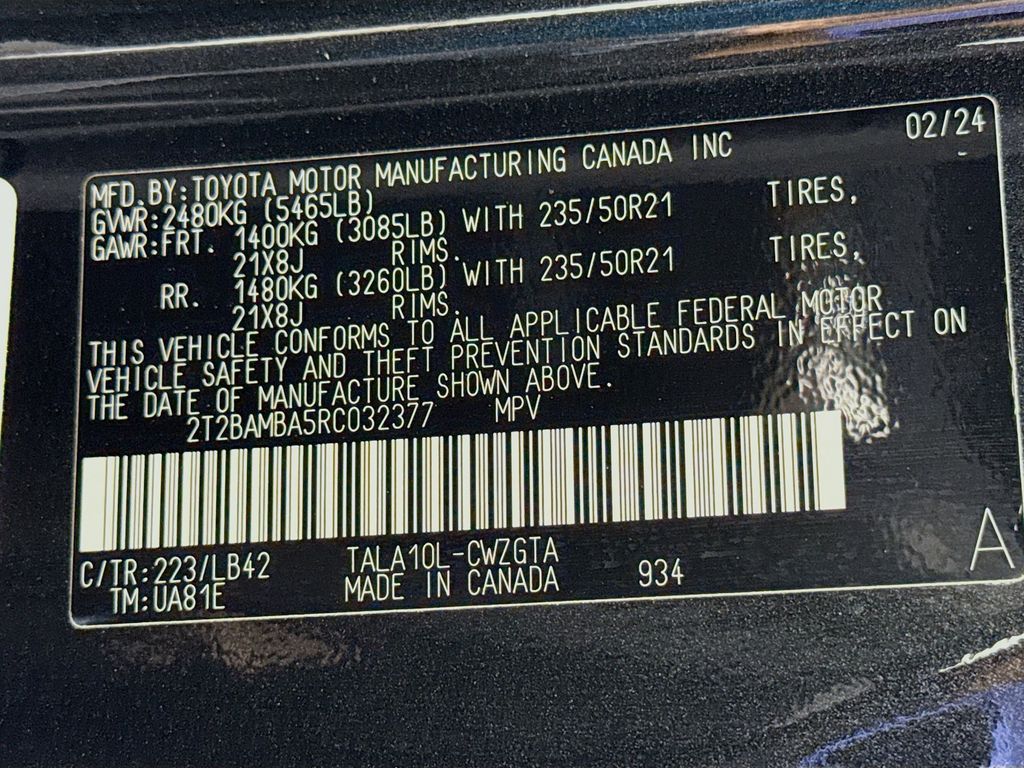 02/24
MFD.BY:TOYOTA MOTOR MANUFACTURING CANADA INC
GVWR:2480KG (5465LB)
GAWR:FRT. 1400KG (3085LB) WITH 235/50R21 TIRES,
21X8J RIMS.
RR. 1480KG (3260LB) WITH 235/50R21 TIRES,
21X8J RIMS.
THIS VEHICLE CONFORMS TO ALL APPLICABLE FEDERAL MOTOR
VEHICLE SAFETY AND THEFT PREVENTION STANDARDS IN EFFECT ON
THE DATE OF MANUFACTURE SHOWN ABOVE.
2T2BAMBA5RC032377 MPV
C/TR:223/LB42 TALA10L-CWZGTA
TM:UA81E MADE IN CANADA 934
A